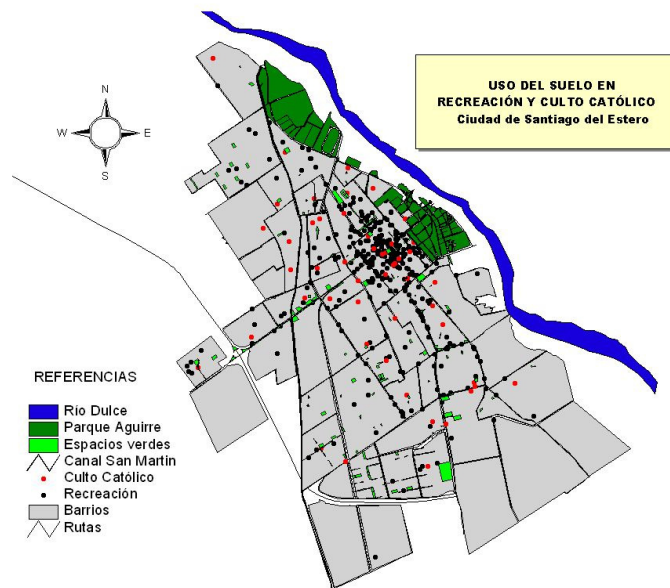 USO DEL SUELO EN
RECREACIÓN Y CULTO CATÓLICO
Ciudad de Santiago del Estero
N
W
E
S
REFERENCIAS
Río Dulce
Parque Aguirre
Espacios verdes
Canal San Martin
Culto Católico
Recreación
Barrios
Rutas